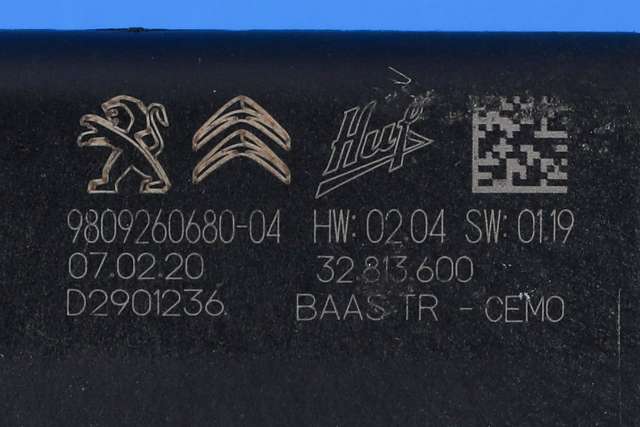 Huf
9809260680-04 HW: 02.04 SW: 01.19
07.02.20 32.813.600
D2901236 BAAS TR - CEMO